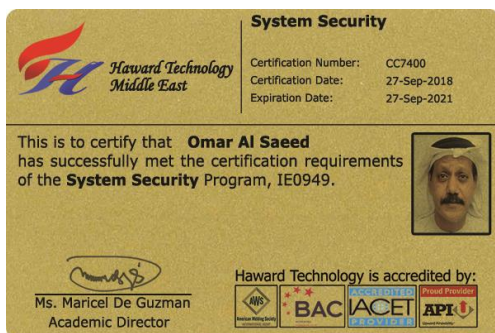 System Security
Haward Technology
Middle East
Certification Number: CC7400
Certification Date: 27-Sep-2018
Expiration Date: 27-Sep-2021
This is to certify that Omar Al Saeed
has successfully met the certification requirements
of the System Security Program, IE0949.
Ms. Maricel De Guzman
Academic Director
Haward Technology is accredited by:
AWS
American Welding Society
BAC
ACCREDITED
IACET
PROVIDER
Proud Provider
API